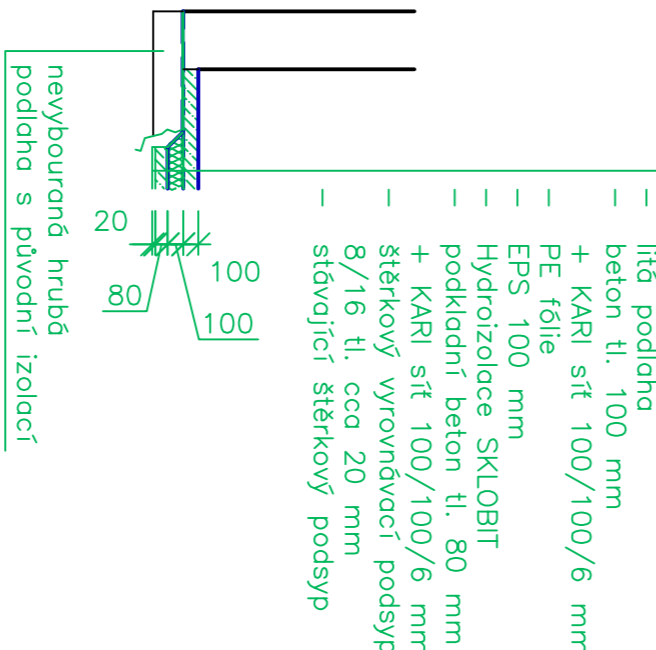 litá podlaha
beton tl. 100 mm
+ KARI síť 100/100/6 mm
PE fólie
EPS 100 mm
Hydroizolace SKLOBIT
podkladní beton tl. 80 mm
+ KARI síť 100/100/6 mm
štěrkový vyrovnávací podsyp
8/16 tl. cca 20 mm
stávající štěrkový podsyp
100
100
20
80
nevybouraná hrubá
podlaha s původní izolací